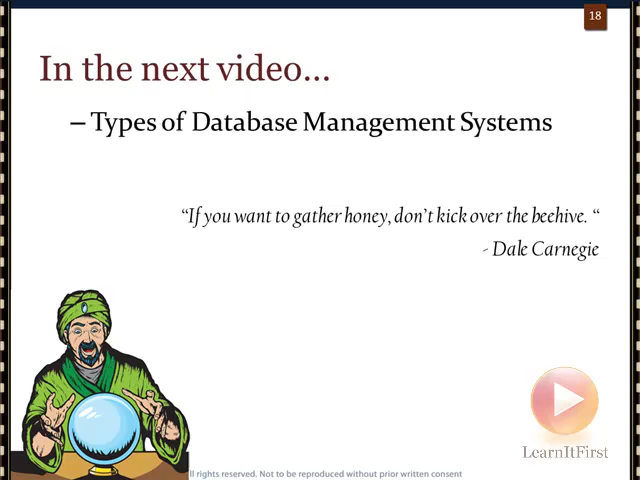 18
In the next video...
– Types of Database Management Systems
"If you want to gather honey, don't kick over the beehive. "
- Dale Carnegie
LearnItFirst
ll rights reserved. Not to be reproduced without prior written consent